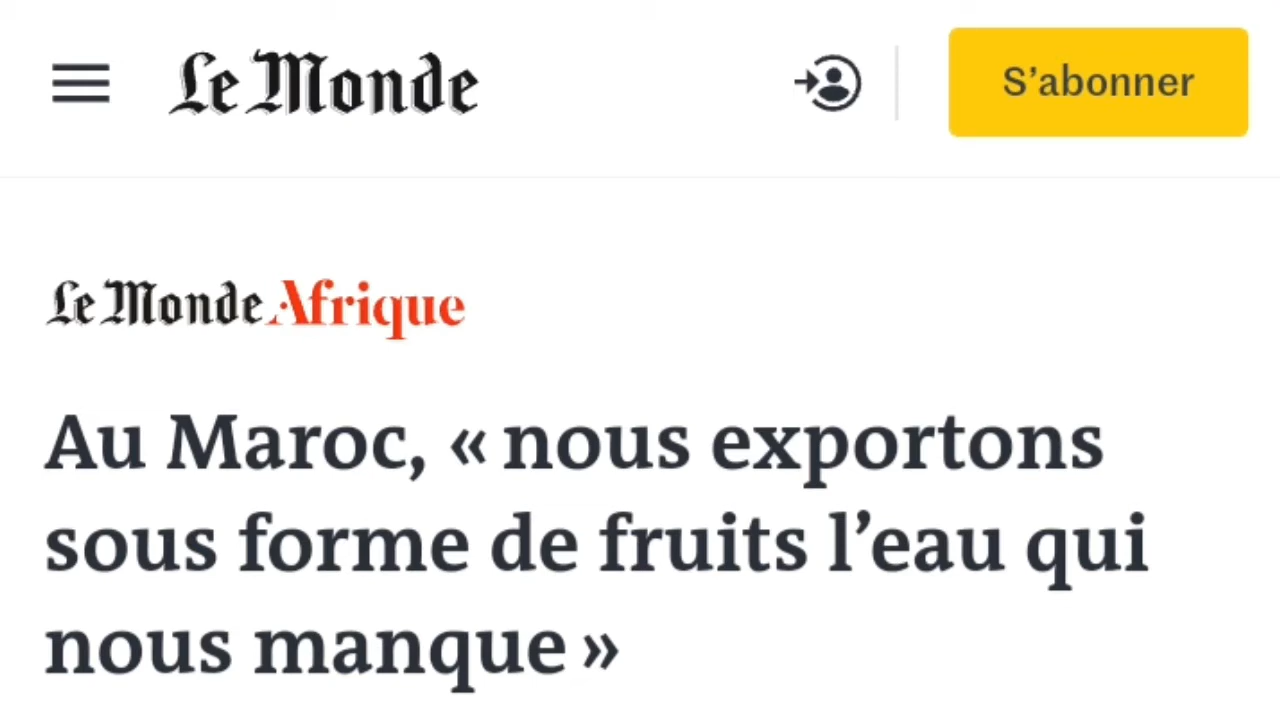 Le Monde
S’abonner
Le Monde Afrique
Au Maroc, « nous exportons
sous forme de fruits l’eau qui
nous manque »